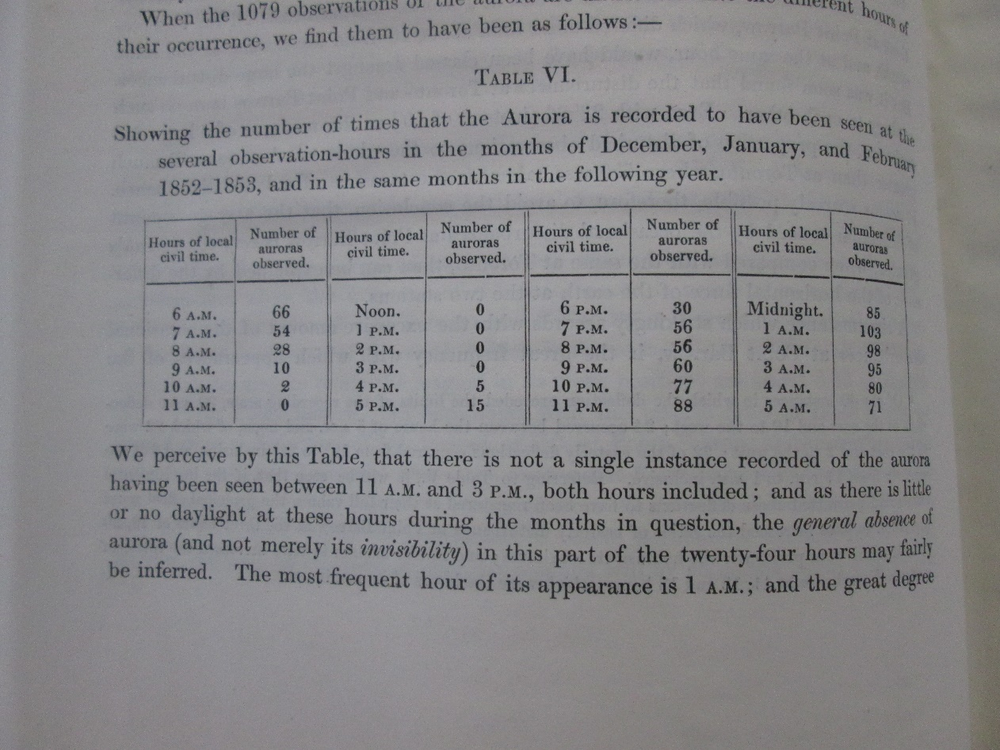 When the 1079 observations of the aurora are into the different hours of
their occurrence, we find them to have been as follows:—
TABLE VI.
Showing the number of times that the Aurora is recorded to have been seen at the
several observation-hours in the months of December, January, and February
1852–1853, and in the same months in the following year.
Hours of local civil time. Number of auroras observed. Hours of local civil time. Number of auroras observed. Hours of local civil time. Number of auroras observed. Hours of local civil time. Number of auroras observed.
6 A.M. 66 Noon. 0 6 P.M. 30 Midnight. 85
7 A.M. 54 1 P.M. 0 7 P.M. 56 1 A.M. 103
8 A.M. 28 2 P.M. 0 8 P.M. 56 2 A.M. 98
9 A.M. 10 3 P.M. 0 9 P.M. 60 3 A.M. 95
10 A.M. 2 4 P.M. 5 10 P.M. 77 4 A.M. 80
11 A.M. 0 5 P.M. 15 11 P.M. 88 5 A.M. 71
We perceive by this Table, that there is not a single instance recorded of the aurora
having been seen between 11 A.M. and 3 P.M., both hours included; and as there is little
or no daylight at these hours during the months in question, the general absence of
aurora (and not merely its invisibility) in this part of the twenty-four hours may fairly
be inferred. The most frequent hour of its appearance is 1 A.M.; and the great degree